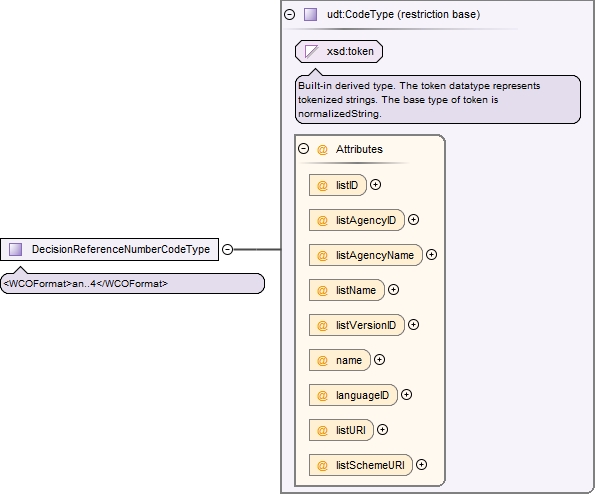 udt:CodeType (restriction base)
xsd:token
Built-in derived type. The token datatype represents
tokenized strings. The base type of token is
normalizedString.
@ Attributes
@ listID
@ listAgencyID
@ listAgencyName
@ listName
@ listVersionID
@ name
@ languageID
@ listURI
@ listSchemeURI
DecisionReferenceNumberCodeType
<WCOFormat>an..4</WCOFormat>